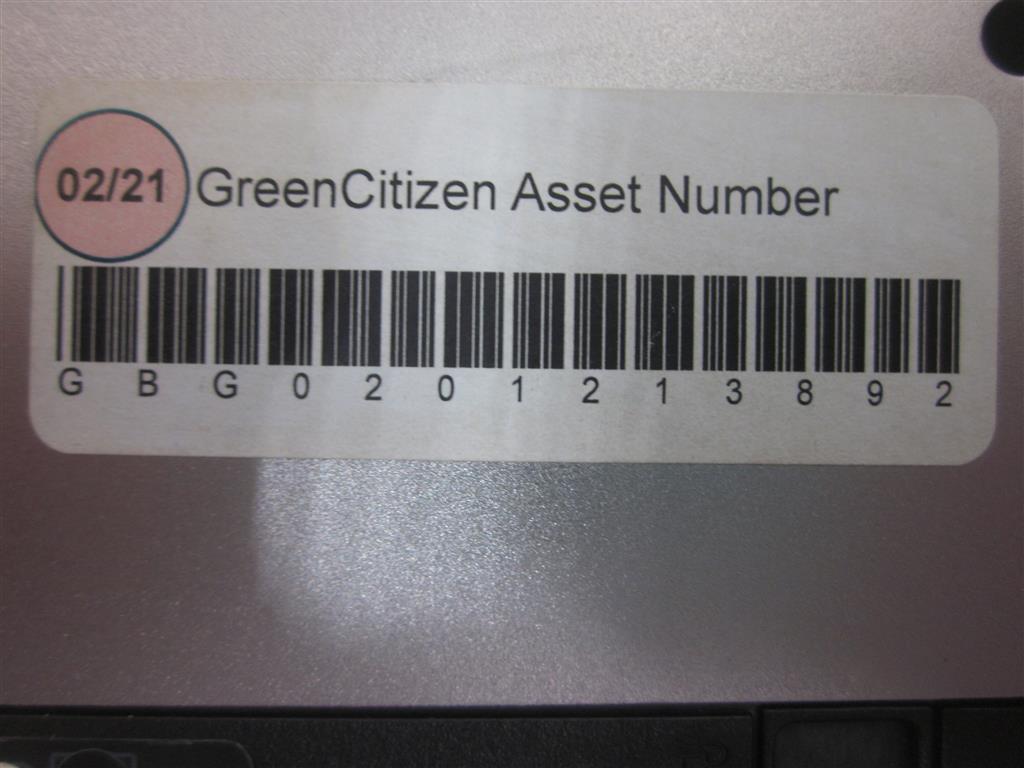 02/21 GreenCitizen Asset Number
G B G 0 2 0 1 2 1 3 8 9 2